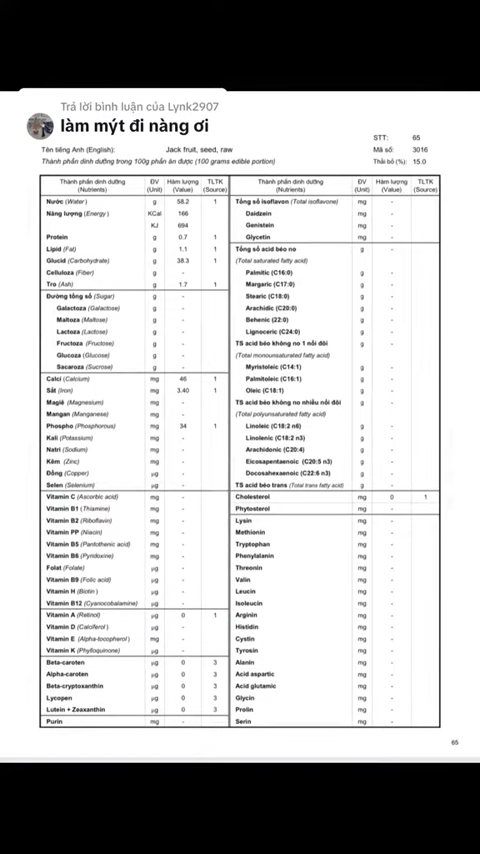 Trả lời bình luận của Lynk2907
làm mýt đi nàng ơi
STT: 65
Tên tiếng Anh (English): Jack fruit, seed, raw Mã số: 3016
Thành phần dinh dưỡng trong 100g phần ăn được (100 grams edible portion) Thải bỏ (%): 15.0
Thành phần dinh dưỡng (Nutrients) ĐV (Unit) Hàm lượng (Value) TLTK (Source)
Nước (Water) g 58.2 1
Năng lượng (Energy) KCal 166
KJ 694
Protein g 0.7 1
Lipid (Fat) g 1.1 1
Glucid (Carbohydrate) g 38.3 1
Celluloza (Fiber) g -
Tro (Ash) g 1.7 1
Đường tổng số (Sugar) g -
Galactoza (Galactose) g -
Maltoza (Maltose) g -
Lactoza (Lactose) g -
Fructoza (Fructose) g -
Glucoza (Glucose) g -
Sacaroza (Sucrose) g -
Calci (Calcium) mg 46 1
Sắt (Iron) mg 3.40 1
Magiê (Magnesium) mg -
Mangan (Manganese) mg -
Phospho (Phosphorous) mg 34 1
Kali (Potassium) mg -
Natri (Sodium) mg -
Kẽm (Zinc) mg -
Đồng (Copper) μg -
Selen (Selenium) μg -
Vitamin C (Ascorbic acid) mg -
Vitamin B1 (Thiamine) mg -
Vitamin B2 (Riboflavin) mg -
Vitamin PP (Niacin) mg -
Vitamin B5 (Pantothenic acid) mg -
Vitamin B6 (Pyridoxine) mg -
Folat (Folate) μg -
Vitamin B9 (Folic acid) μg -
Vitamin H (Biotin) μg -
Vitamin B12 (Cyanocobalamine) μg -
Vitamin A (Retinol) μg 0 1
Vitamin D (Calciferol) μg -
Vitamin E (Alpha-tocopherol) mg -
Vitamin K (Phylloquinone) μg -
Beta-caroten μg 0 3
Alpha-caroten μg 0 3
Beta-cryptoxanthin μg 0 3
Lycopen μg 0 3
Lutein + Zeaxanthin μg 0 3
Purin mg -
Thành phần dinh dưỡng (Nutrients) ĐV (Unit) Hàm lượng (Value) TLTK (Source)
Tổng số isoflavon (Total isoflavone) mg -
Daidzein mg -
Genistein mg -
Glycetin mg -
Tổng số acid béo no g -
(Total saturated fatty acid)
Palmitic (C16:0) g -
Margaric (C17:0) g -
Stearic (C18:0) g -
Arachidic (C20:0) g -
Behenic (22:0) g -
Lignoceric (C24:0) g -
TS acid béo không no 1 nối đôi g -
(Total monounsaturated fatty acid)
Myristoleic (C14:1) g -
Palmitoleic (C16:1) g -
Oleic (C18:1) g -
TS acid béo không no nhiều nối đôi g -
(Total polyunsaturated fatty acid)
Linoleic (C18:2 n6) g -
Linolenic (C18:2 n3) g -
Arachidonic (C20:4) g -
Eicosapentaenoic (C20:5 n3) g -
Docosahexaenoic (C22:6 n3) g -
TS acid béo trans (Total trans fatty acid) g -
Cholesterol mg 0 1
Phytosterol mg -
Lysin mg -
Methionin mg -
Tryptophan mg -
Phenylalanin mg -
Threonin mg -
Valin mg -
Leucin mg -
Isoleucin mg -
Arginin mg -
Histidin mg -
Cystin mg -
Tyrosin mg -
Alanin mg -
Acid aspartic mg -
Acid glutamic mg -
Glycin mg -
Prolin mg -
Serin mg -
65